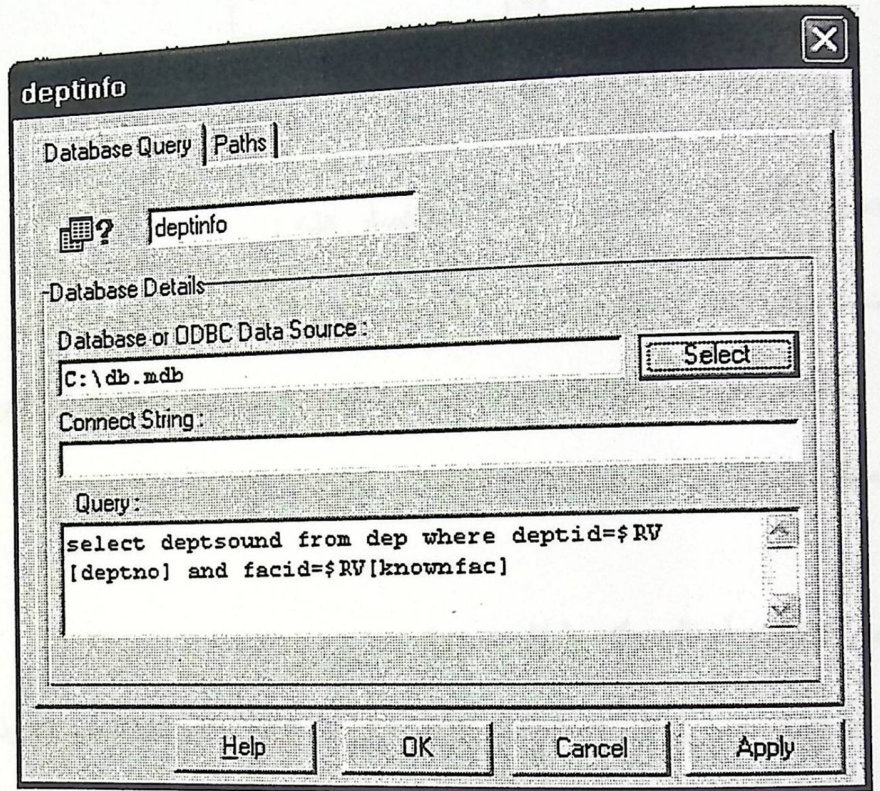 deptinfo
Database Query Paths
deptinfo
Database Details
Database or ODBC Data Source :
C:\db.mdb
Select
Connect String :
Query :
select deptsound from dep where deptid=$RV
[deptno] and facid=$RV[knownfac]
Help OK Cancel Apply